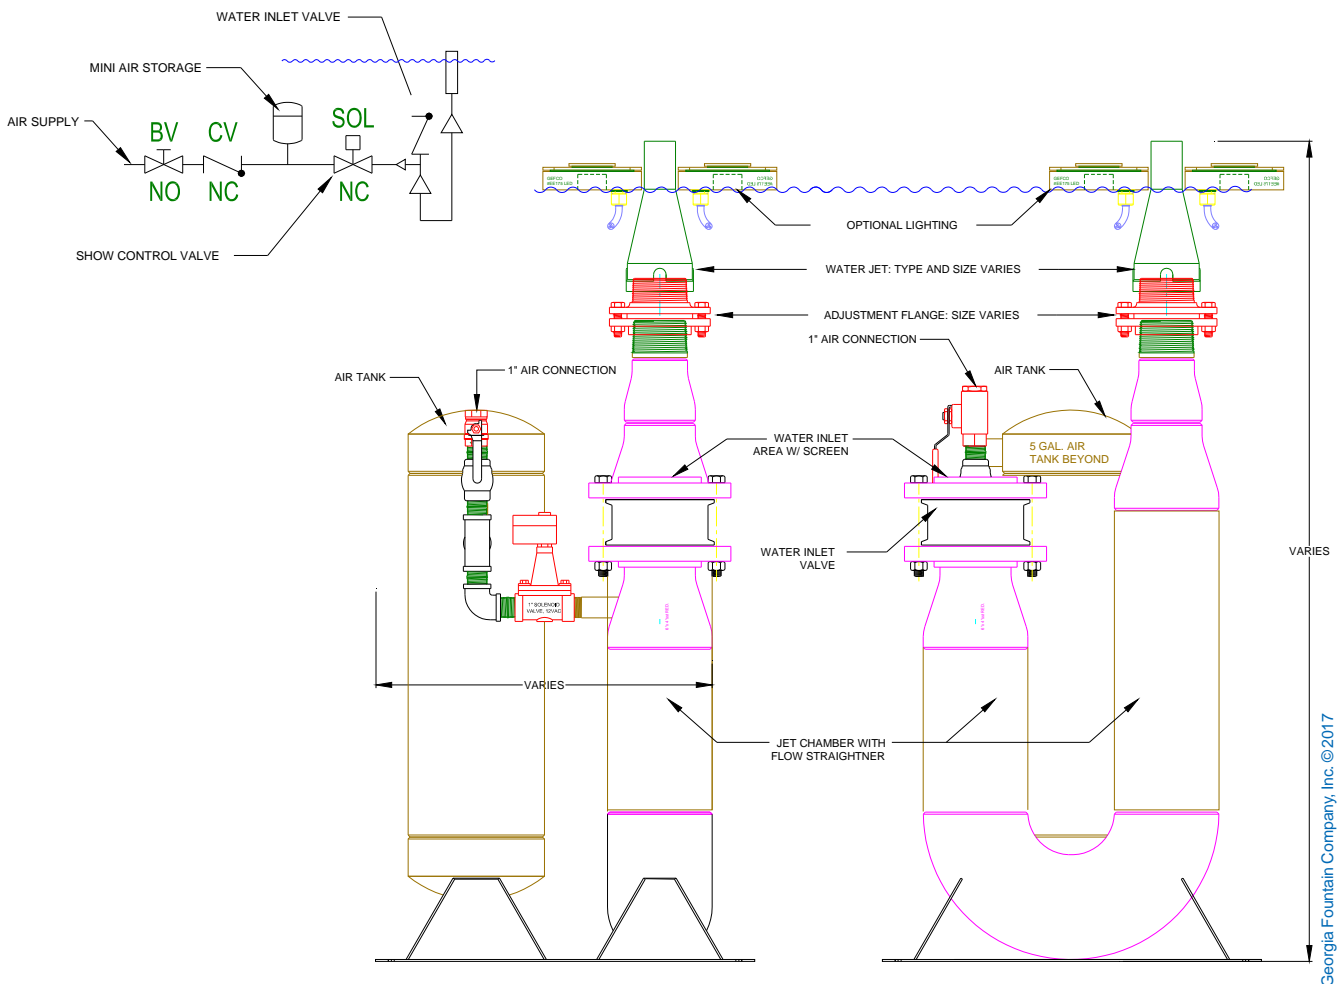 WATER INLET VALVE
MINI AIR STORAGE
AIR SUPPLY
BV
CV
SOL
NO
NC
NC
SHOW CONTROL VALVE
OPTIONAL LIGHTING
WATER JET: TYPE AND SIZE VARIES
ADJUSTMENT FLANGE: SIZE VARIES
1" AIR CONNECTION
1" AIR CONNECTION
AIR TANK
AIR TANK
5 GAL. AIR
TANK BEYOND
WATER INLET
AREA W/ SCREEN
WATER INLET
VALVE
VARIES
1" SOLENOID
VALVE, 12VAC
VARIES
JET CHAMBER WITH
FLOW STRAIGHTNER
Georgia Fountain Company, Inc. ©2017